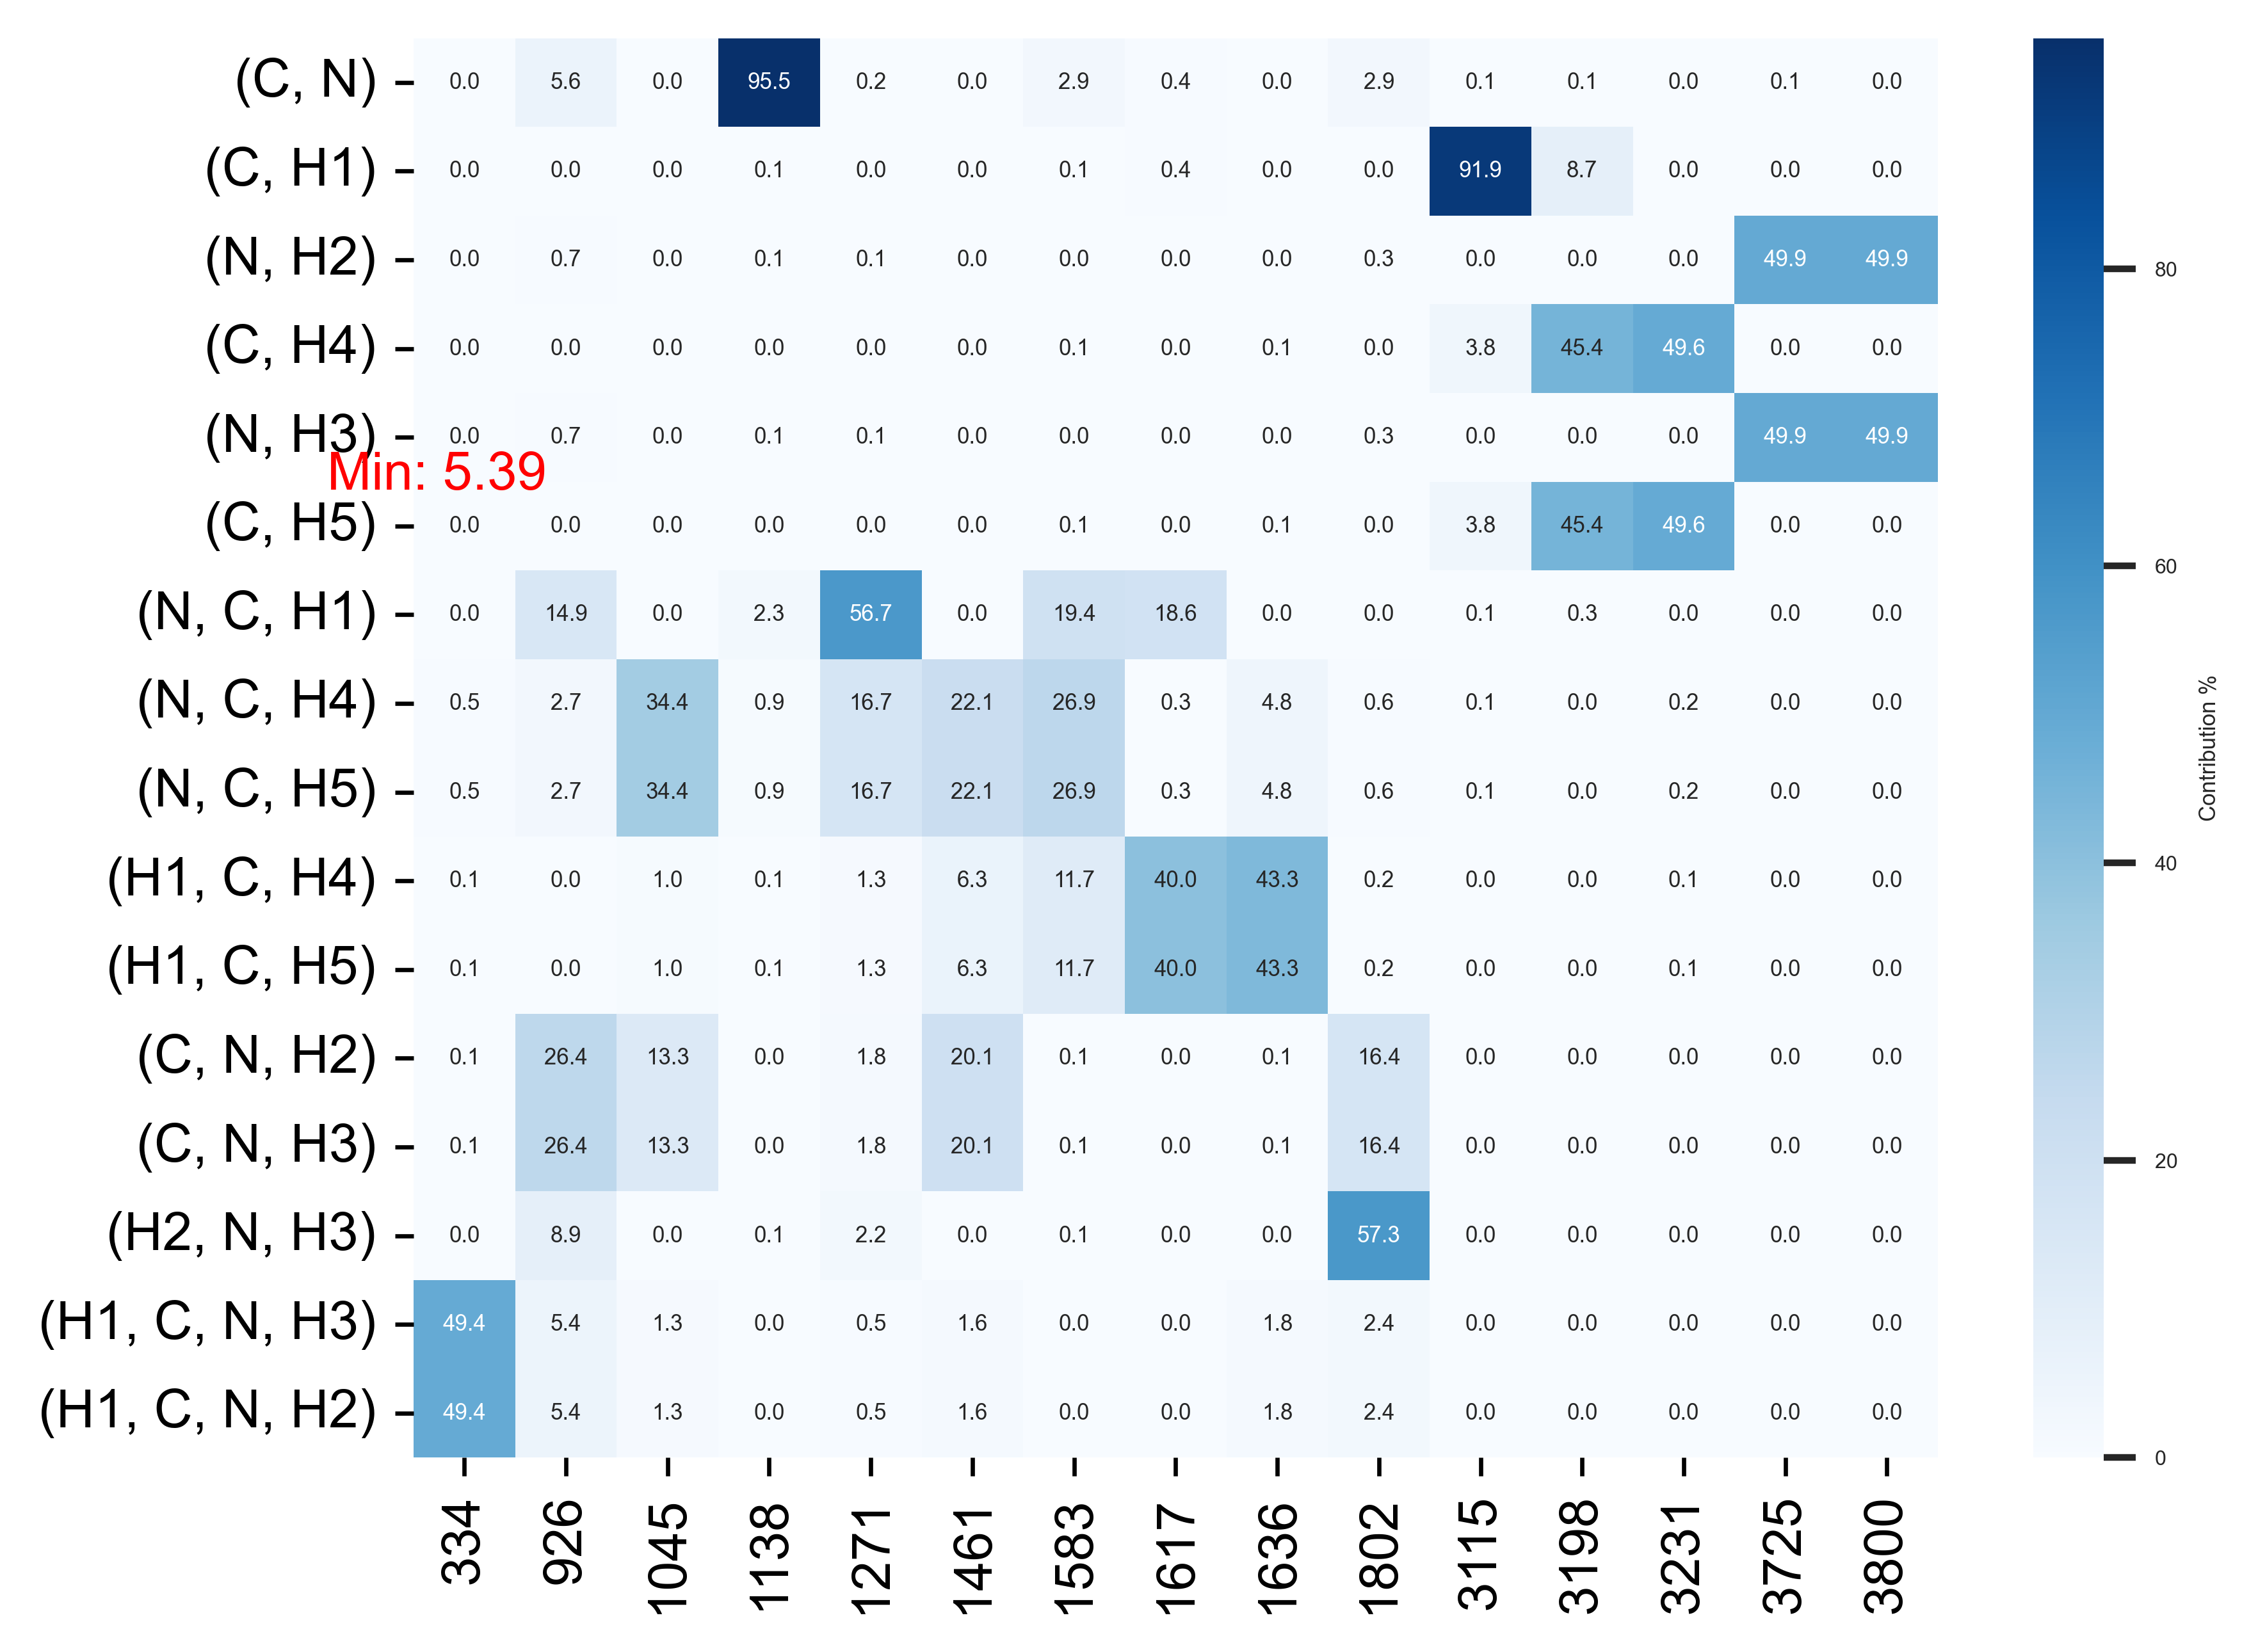 (C, N) 0.0 5.6 0.0 95.5 0.2 0.0 2.9 0.4 0.0 2.9 0.1 0.1 0.0 0.1 0.0
(C, H1) 0.0 0.0 0.0 0.1 0.0 0.0 0.1 0.4 0.0 0.0 91.9 8.7 0.0 0.0 0.0
(N, H2) 0.0 0.7 0.0 0.1 0.1 0.0 0.0 0.0 0.0 0.3 0.0 0.0 0.0 49.9 49.9
80
(C, H4) 0.0 0.0 0.0 0.0 0.0 0.0 0.1 0.0 0.1 0.0 3.8 45.4 49.6 0.0 0.0
(N, H3) 0.0 0.7 0.0 0.1 0.1 0.0 0.0 0.0 0.0 0.3 0.0 0.0 0.0 49.9 49.9
Min: 5.39
(C, H5) 0.0 0.0 0.0 0.0 0.0 0.0 0.1 0.0 0.1 0.0 3.8 45.4 49.6 0.0 0.0
60
(N, C, H1) 0.0 14.9 0.0 2.3 56.7 0.0 19.4 18.6 0.0 0.0 0.1 0.3 0.0 0.0 0.0
(N, C, H4) 0.5 2.7 34.4 0.9 16.7 22.1 26.9 0.3 4.8 0.6 0.1 0.0 0.2 0.0 0.0
Contribution %
(N, C, H5) 0.5 2.7 34.4 0.9 16.7 22.1 26.9 0.3 4.8 0.6 0.1 0.0 0.2 0.0 0.0
40
(H1, C, H4) 0.1 0.0 1.0 0.1 1.3 6.3 11.7 40.0 43.3 0.2 0.0 0.0 0.1 0.0 0.0
(H1, C, H5) 0.1 0.0 1.0 0.1 1.3 6.3 11.7 40.0 43.3 0.2 0.0 0.0 0.1 0.0 0.0
(C, N, H2) 0.1 26.4 13.3 0.0 1.8 20.1 0.1 0.0 0.1 16.4 0.0 0.0 0.0 0.0 0.0
(C, N, H3) 0.1 26.4 13.3 0.0 1.8 20.1 0.1 0.0 0.1 16.4 0.0 0.0 0.0 0.0 0.0
20
(H2, N, H3) 0.0 8.9 0.0 0.1 2.2 0.0 0.1 0.0 0.0 57.3 0.0 0.0 0.0 0.0 0.0
(H1, C, N, H3) 49.4 5.4 1.3 0.0 0.5 1.6 0.0 0.0 1.8 2.4 0.0 0.0 0.0 0.0 0.0
(H1, C, N, H2) 49.4 5.4 1.3 0.0 0.5 1.6 0.0 0.0 1.8 2.4 0.0 0.0 0.0 0.0 0.0
0
334 926 1045 1138 1271 1461 1583 1617 1636 1802 3115 3198 3231 3725 3800